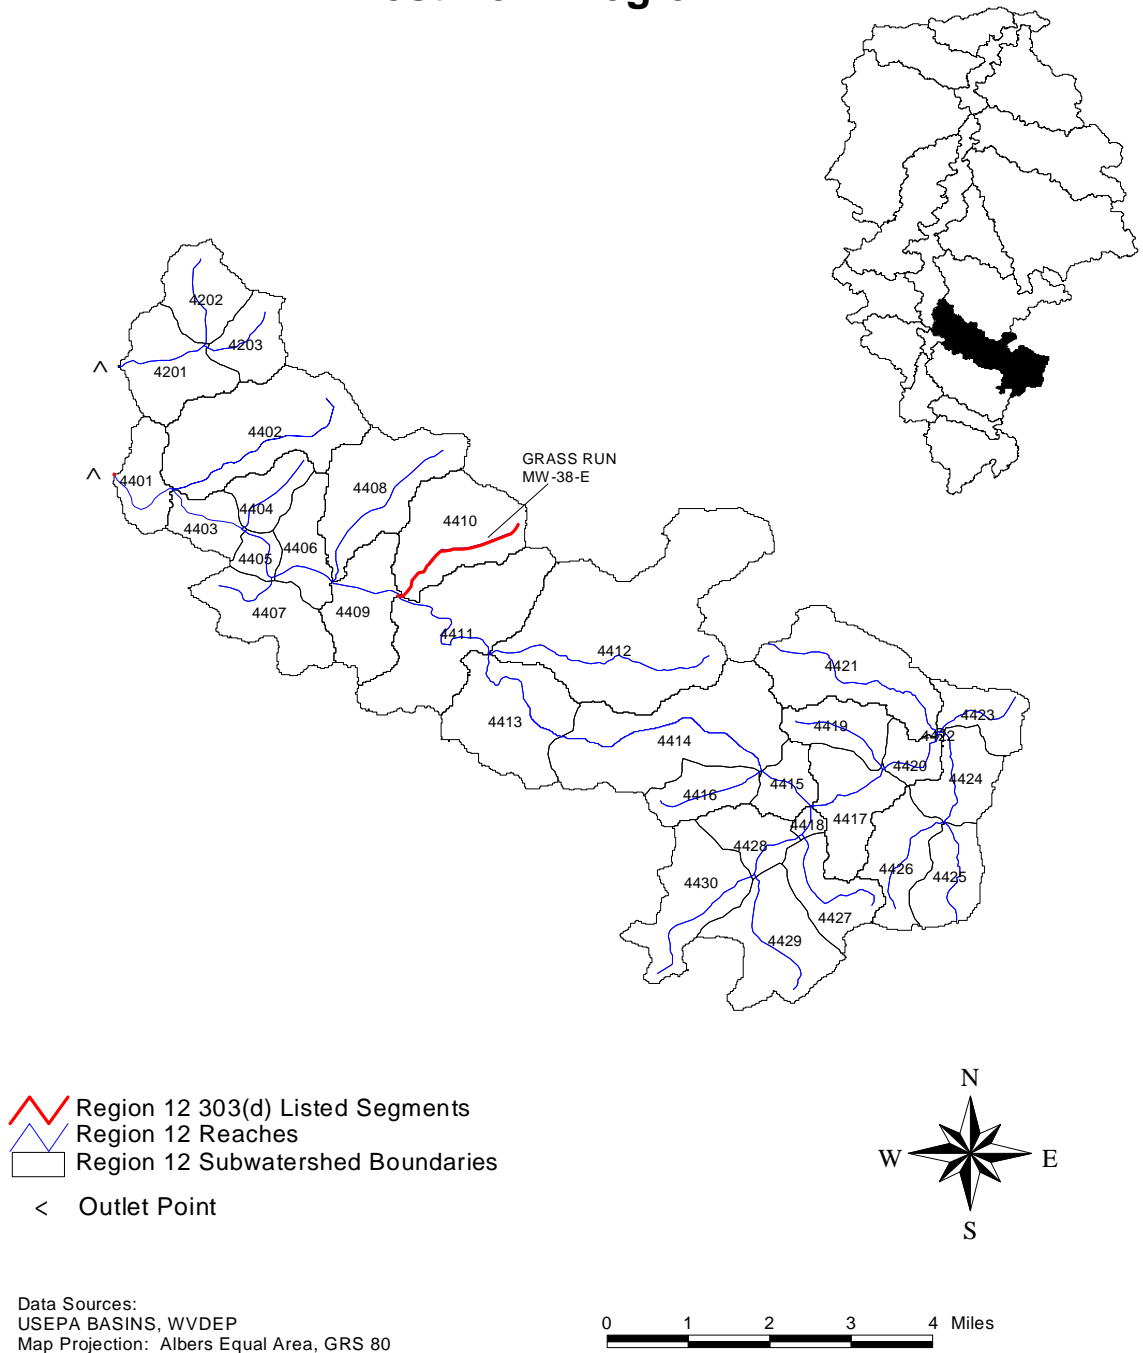 4202
4203
4201
4402
4401
4408
GRASS RUN
MW-38-E
4404
4410
4403
4406
4405
4407
4409
4411
4412
4421
4413
4423
4414
4419
4422
4420
4424
4415
4416
4417
4418
4428
4426
4425
4430
4427
4429
Region 12 303(d) Listed Segments
Region 12 Reaches
Region 12 Subwatershed Boundaries
< Outlet Point
N
W
E
S
Data Sources:
USEPA BASINS, WVDEP
Map Projection: Albers Equal Area, GRS 80
0 1 2 3 4 Miles